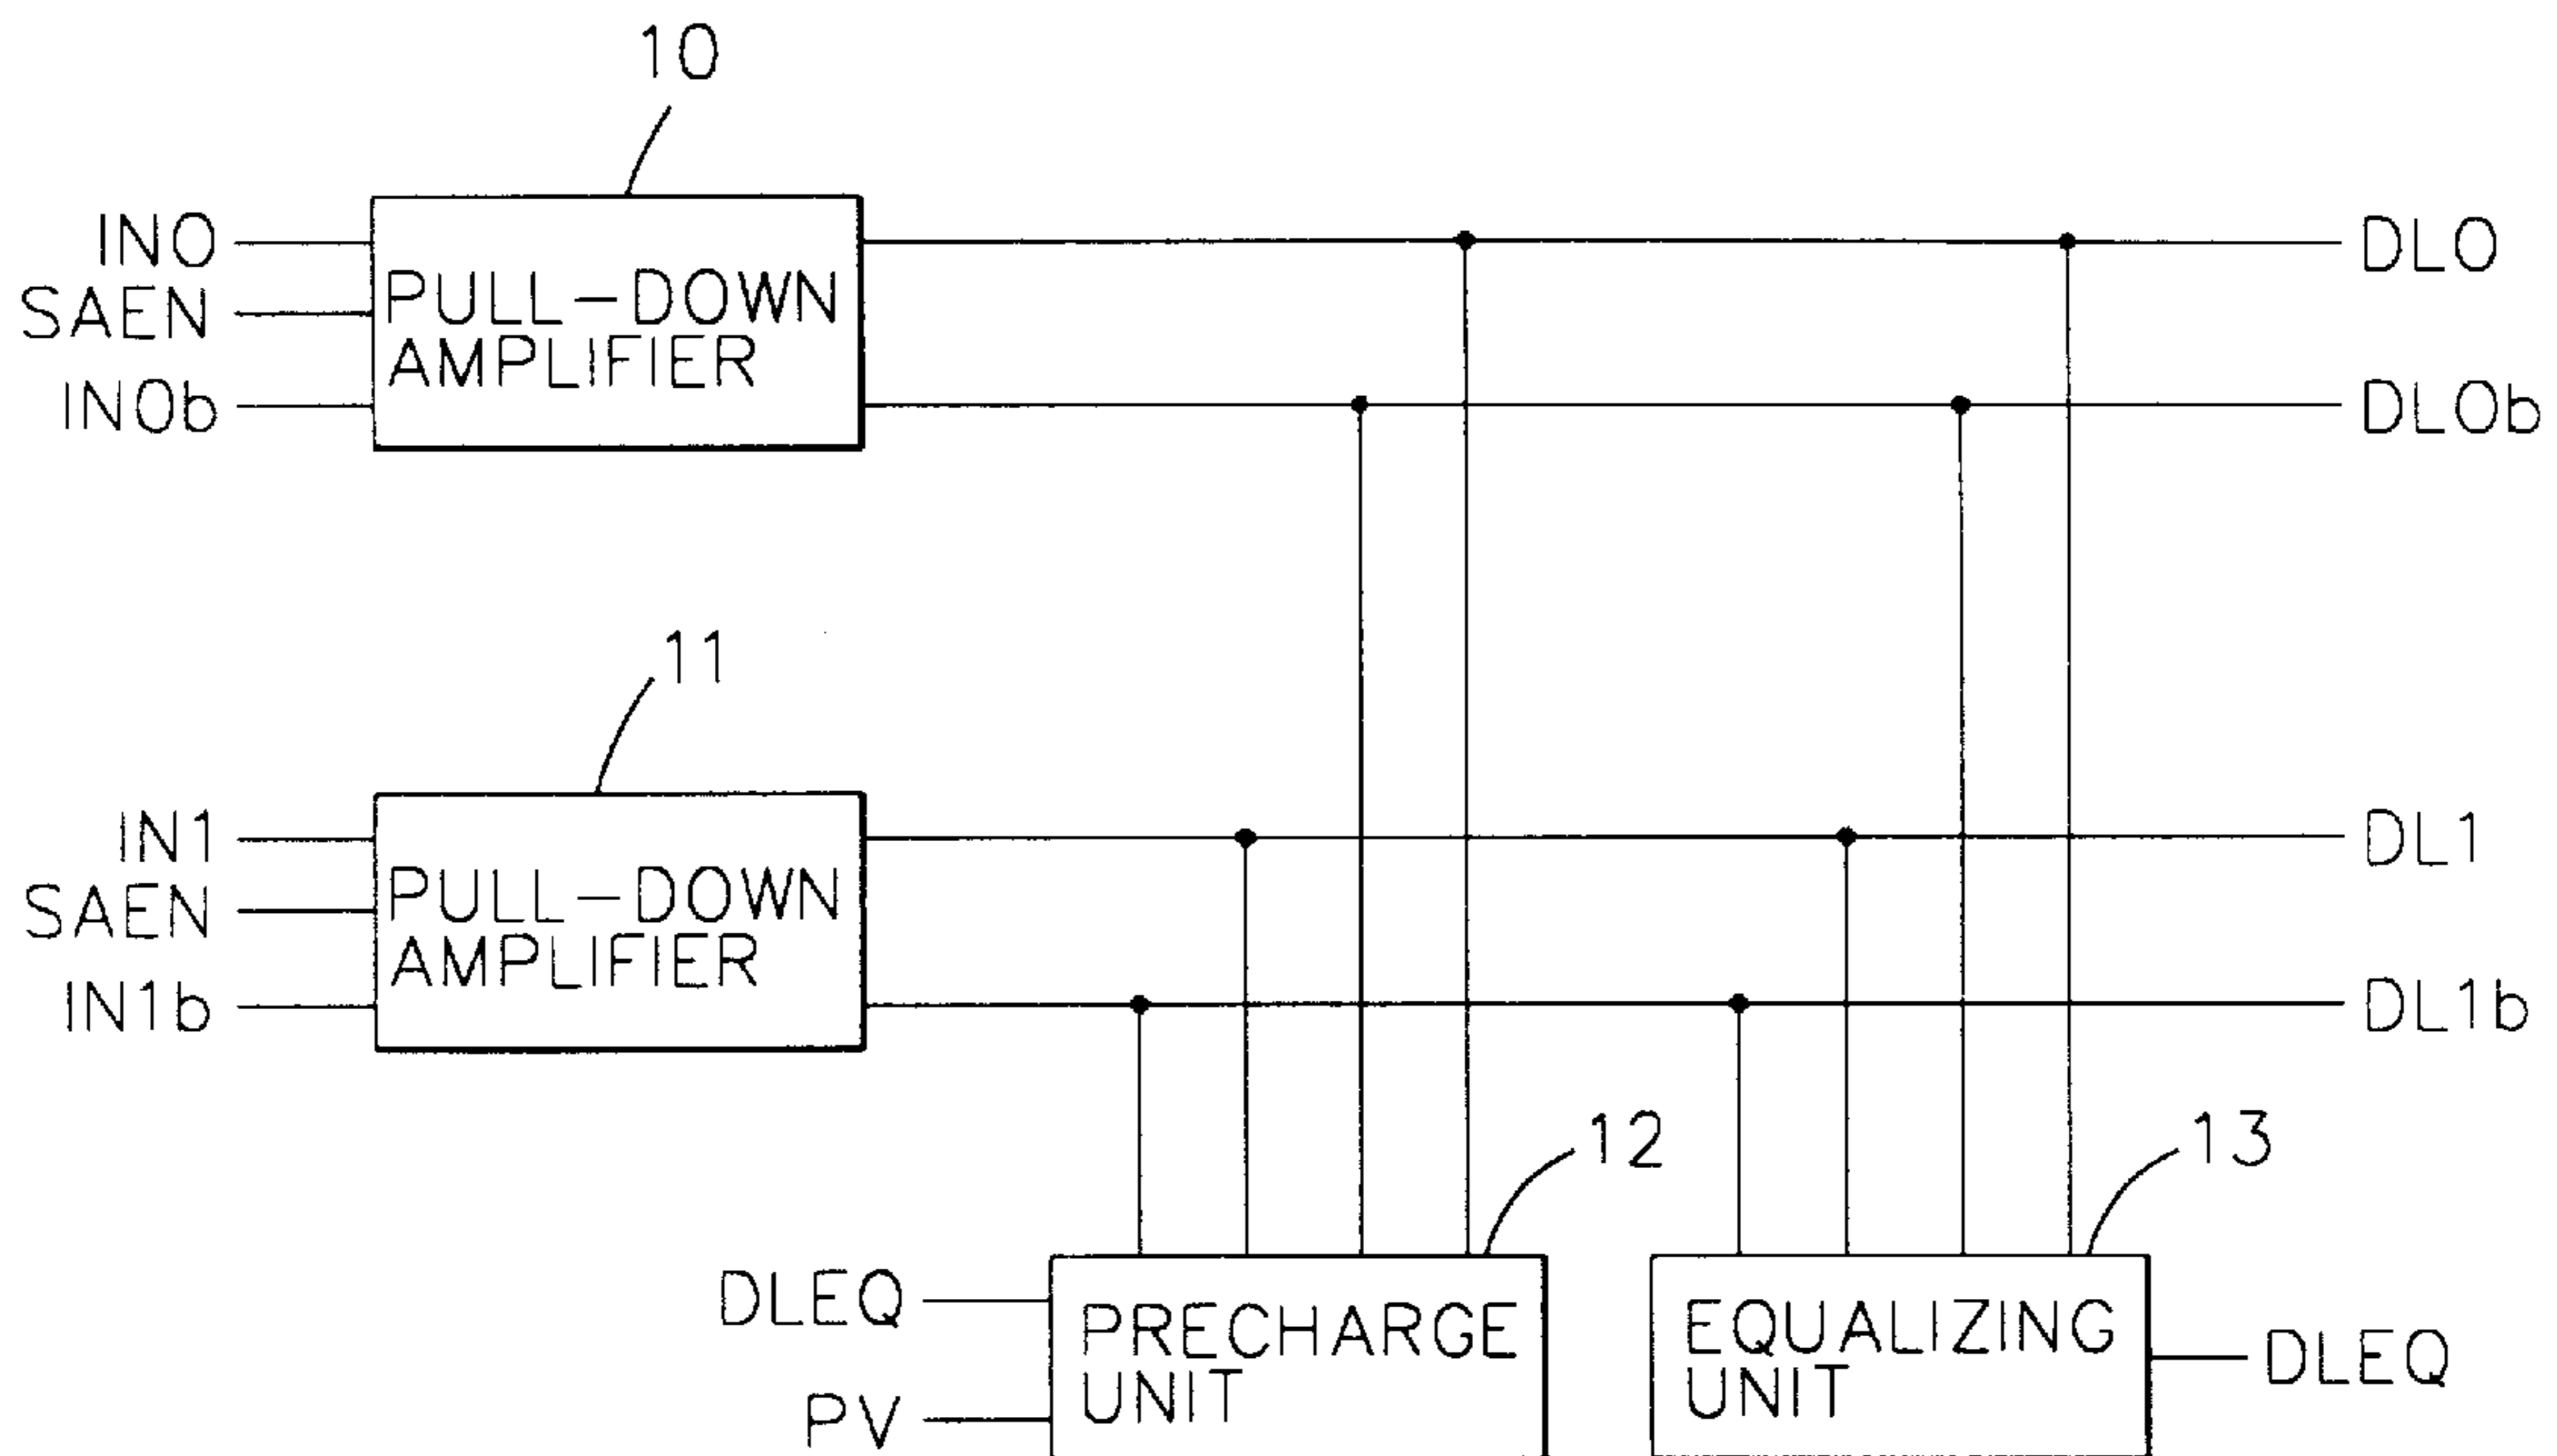 10
IN0
SAEN
IN0b
PULL-DOWN
AMPLIFIER
DL0
DL0b
11
IN1
SAEN
IN1b
PULL-DOWN
AMPLIFIER
DL1
DL1b
12
13
DLEQ
PV
PRECHARGE
UNIT
EQUALIZING
UNIT
DLEQ